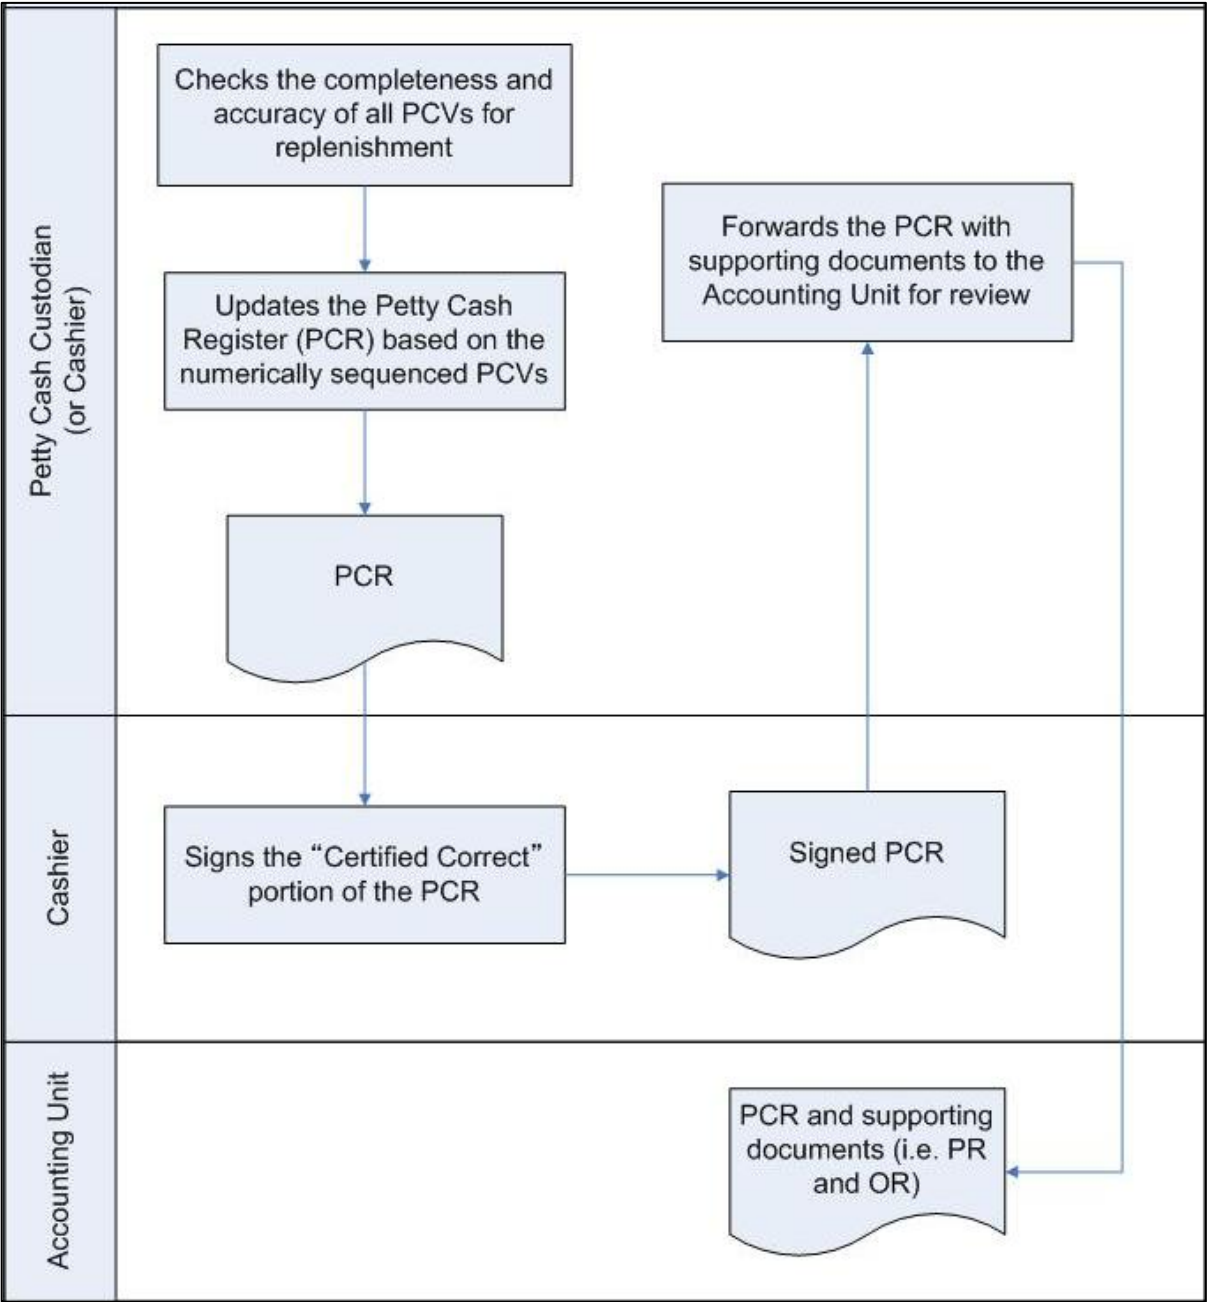 Petty Cash Custodian
(or Cashier)
Checks the completeness and
accuracy of all PCVs for
replenishment
Updates the Petty Cash
Register (PCR) based on the
numerically sequenced PCVs
PCR
Forwards the PCR with
supporting documents to the
Accounting Unit for review
Cashier
Signs the “Certified Correct”
portion of the PCR
Signed PCR
Accounting Unit
PCR and supporting
documents (i.e. PR
and OR)